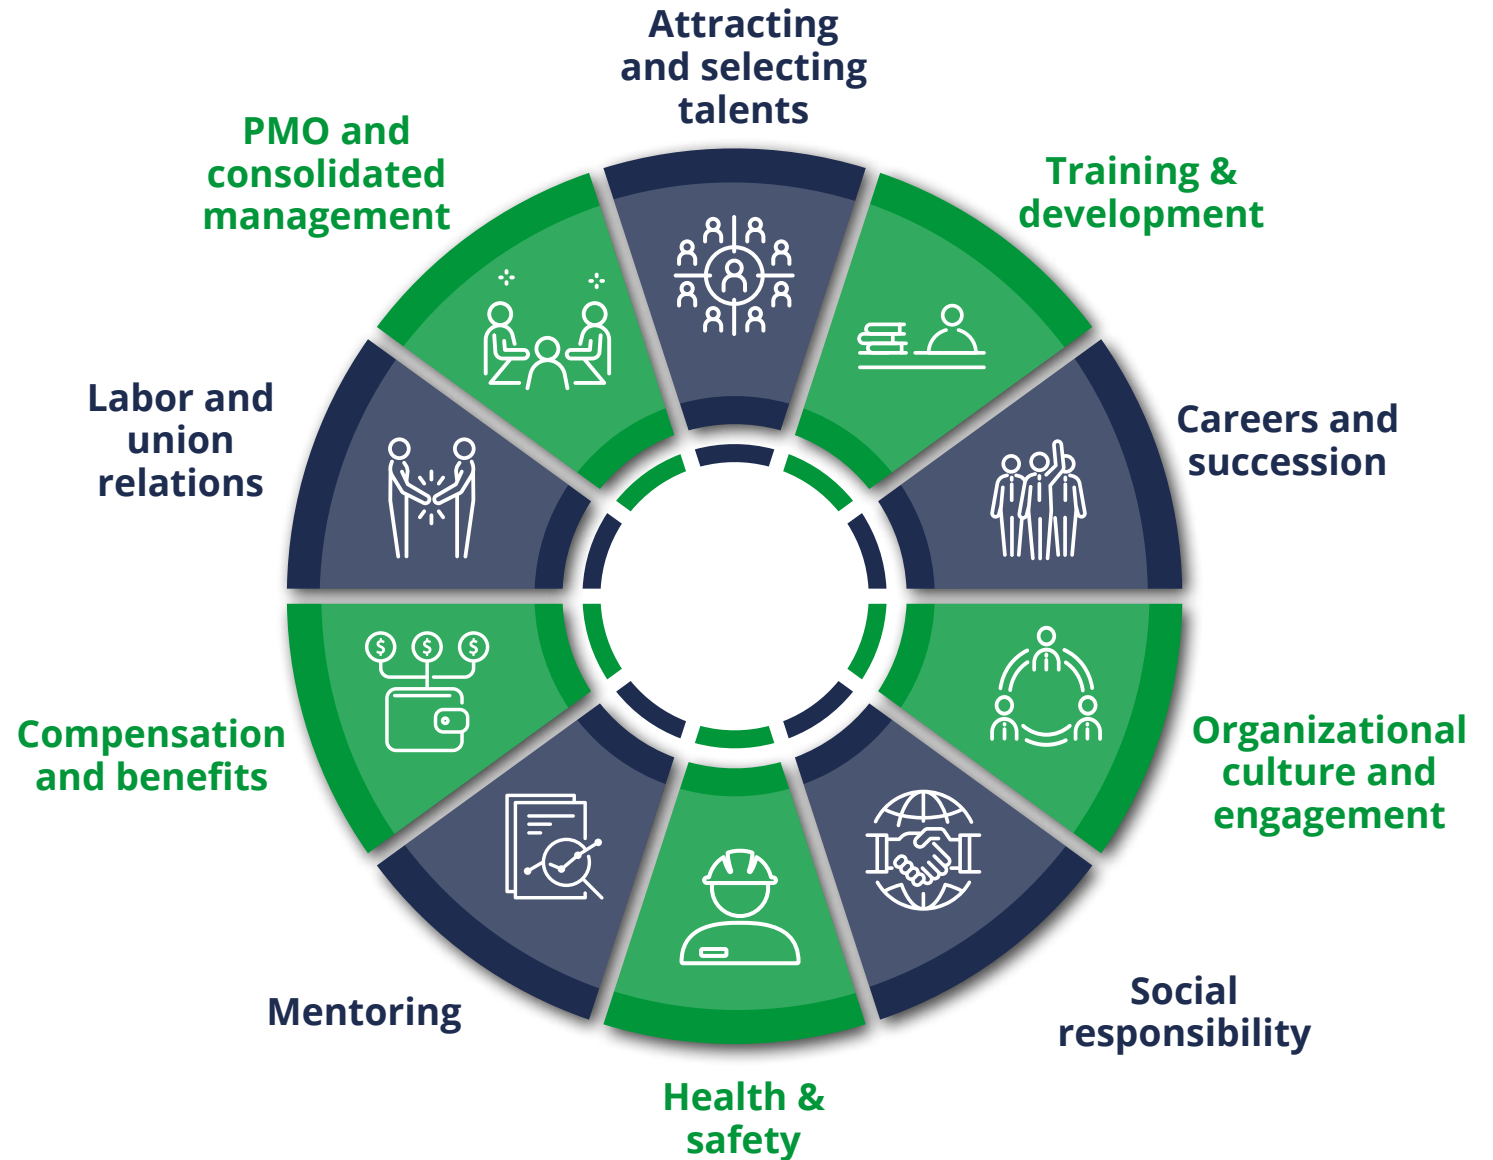 Attracting
and selecting
talents
Training &
development
Careers and
succession
Organizational
culture and
engagement
Social
responsibility
Health &
safety
Mentoring
Compensation
and benefits
Labor and
union
relations
PMO and
consolidated
management
$ $ $